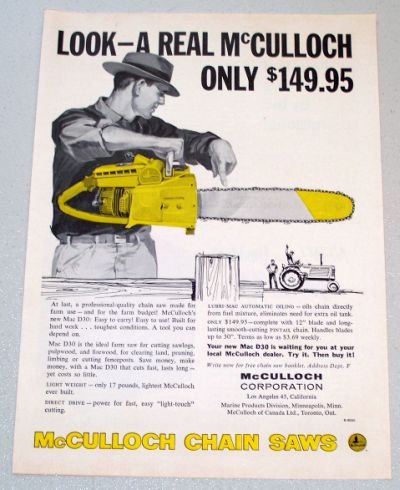 LOOK—A REAL McCULLOCH
ONLY $149.95
At last, a professional-quality chain saw made for
farm use—and for the farm budget! McCulloch's
new Mac D30: Easy to carry! Easy to use! Built for
hard work . . . toughest conditions. A tool you can
depend on.
Mac D30 is the ideal farm saw for cutting sawlogs,
pulpwood, and firewood, for clearing land, pruning,
limbing or cutting fenceposts. Save money, make
money, with a Mac D30 that cuts fast, lasts long—
yet costs so little.
LIGHT WEIGHT — only 17 pounds, lightest McCulloch
ever built.
DIRECT DRIVE—power for fast, easy "light-touch"
cutting.
LUBRI-MAC AUTOMATIC OILING—oils chain directly
from fuel mixture, eliminates need for extra oil tank.
ONLY $149.95—complete with 12" blade and long-
lasting smooth-cutting PINTAIL chain. Handles blades
up to 30". Terms as low as $3.69 weekly.
Your new Mac D30 is waiting for you at your
local McCulloch dealer. Try it. Then buy it!
Write now for free chain saw booklet. Address Dept. F
McCULLOCH
CORPORATION
Los Angeles 45, California
Marine Products Division, Minneapolis, Minn.
McCulloch of Canada Ltd., Toronto, Ont.
McCULLOCH CHAIN SAWS